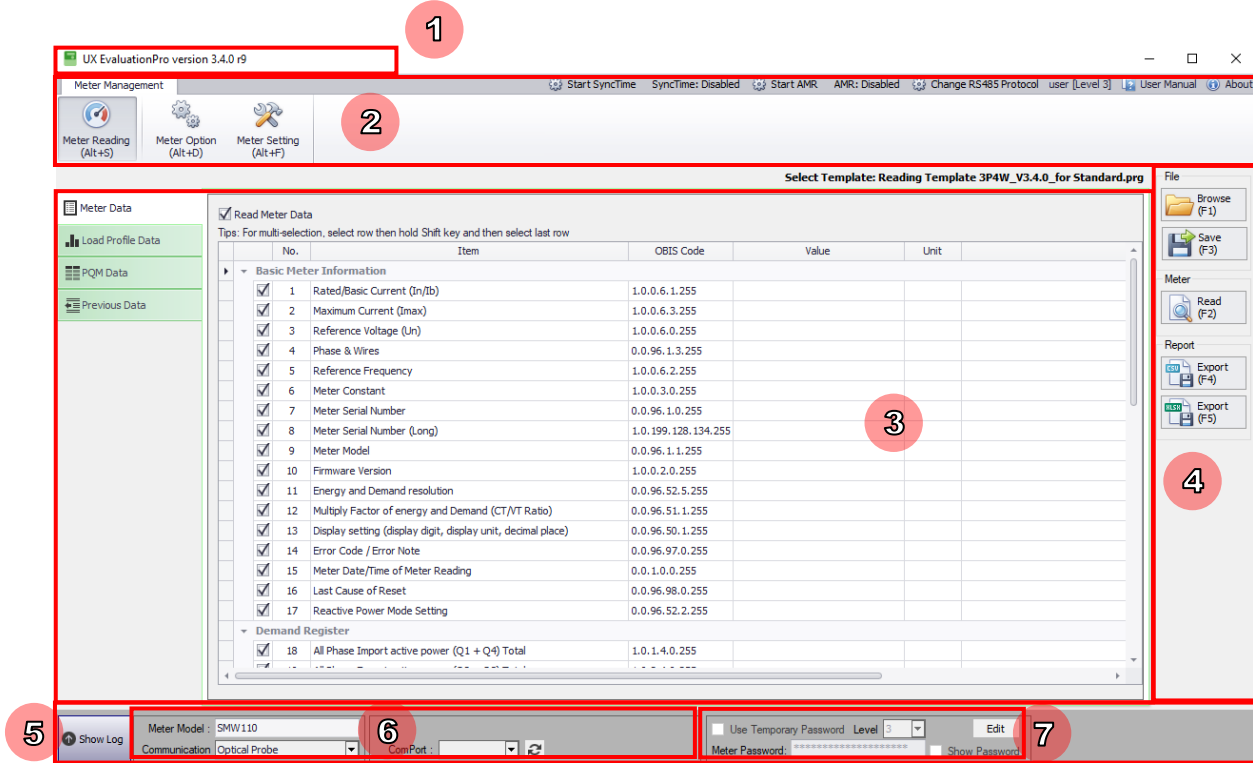 1
UX EvaluationPro version 3.4.0 r9
Meter Management
Start SyncTime SyncTime: Disabled Start AMR AMR: Disabled Change RS485 Protocol user [Level 3] User Manual About
Meter Reading (Alt+S)
Meter Option (Alt+D)
Meter Setting (Alt+F)
2
Select Template: Reading Template 3P4W_V3.4.0_for Standard.prg
Meter Data
Load Profile Data
PQM Data
Previous Data
Read Meter Data
Tips: For multi-selection, select row then hold Shift key and then select last row
No. Item OBIS Code Value Unit
Basic Meter Information
1 Rated/Basic Current (In/Ib) 1.0.0.6.1.255
2 Maximum Current (Imax) 1.0.0.6.3.255
3 Reference Voltage (Un) 1.0.0.6.0.255
4 Phase & Wires 0.0.96.1.3.255
5 Reference Frequency 1.0.0.6.2.255
6 Meter Constant 1.0.0.3.0.255
7 Meter Serial Number 0.0.96.1.0.255
8 Meter Serial Number (Long) 1.0.199.128.134.255
9 Meter Model 0.0.96.1.1.255
10 Firmware Version 1.0.0.2.0.255
11 Energy and Demand resolution 0.0.96.52.5.255
12 Multiply Factor of energy and Demand (CT/VT Ratio) 0.0.96.51.1.255
13 Display setting (display digit, display unit, decimal place) 0.0.96.50.1.255
14 Error Code / Error Note 0.0.96.97.0.255
15 Meter Date/Time of Meter Reading 0.0.1.0.0.255
16 Last Cause of Reset 0.0.96.98.0.255
17 Reactive Power Mode Setting 0.0.96.52.2.255
Demand Register
18 All Phase Import active power (Q1 + Q4) Total 1.0.1.4.0.255
3
File
Browse (F1)
Save (F3)
Meter
Read (F2)
Report
CSV Export (F4)
XLSX Export (F5)
4
5
Show Log
Meter Model : SMW110
Communication Optical Probe
6
ComPort :
Use Temporary Password Level 3 Edit
Meter Password: ******************** Show Password
7